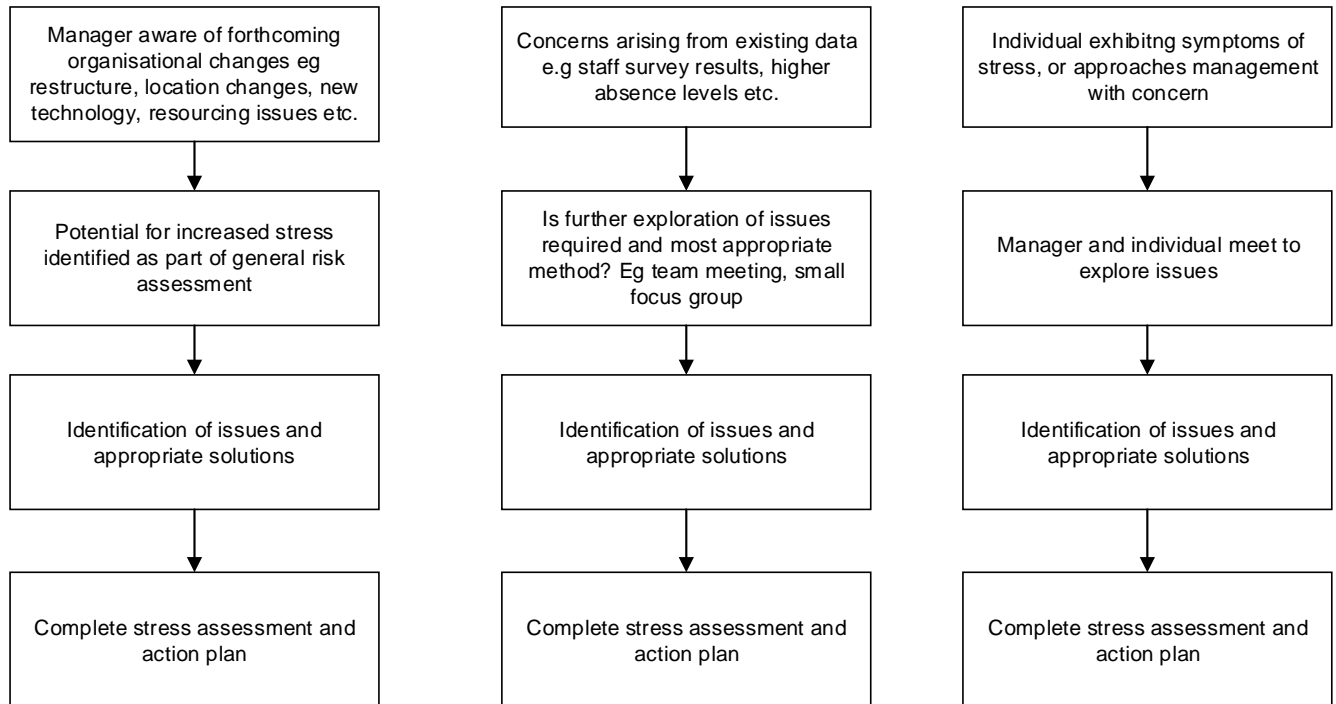 Manager aware of forthcoming
organisational changes eg
restructure, location changes, new
technology, resourcing issues etc.
Potential for increased stress
identified as part of general risk
assessment
Identification of issues and
appropriate solutions
Complete stress assessment and
action plan
Concerns arising from existing data
e.g staff survey results, higher
absence levels etc.
Is further exploration of issues
required and most appropriate
method? Eg team meeting, small
focus group
Identification of issues and
appropriate solutions
Complete stress assessment and
action plan
Individual exhibitng symptoms of
stress, or approaches management
with concern
Manager and individual meet to
explore issues
Identification of issues and
appropriate solutions
Complete stress assessment and
action plan